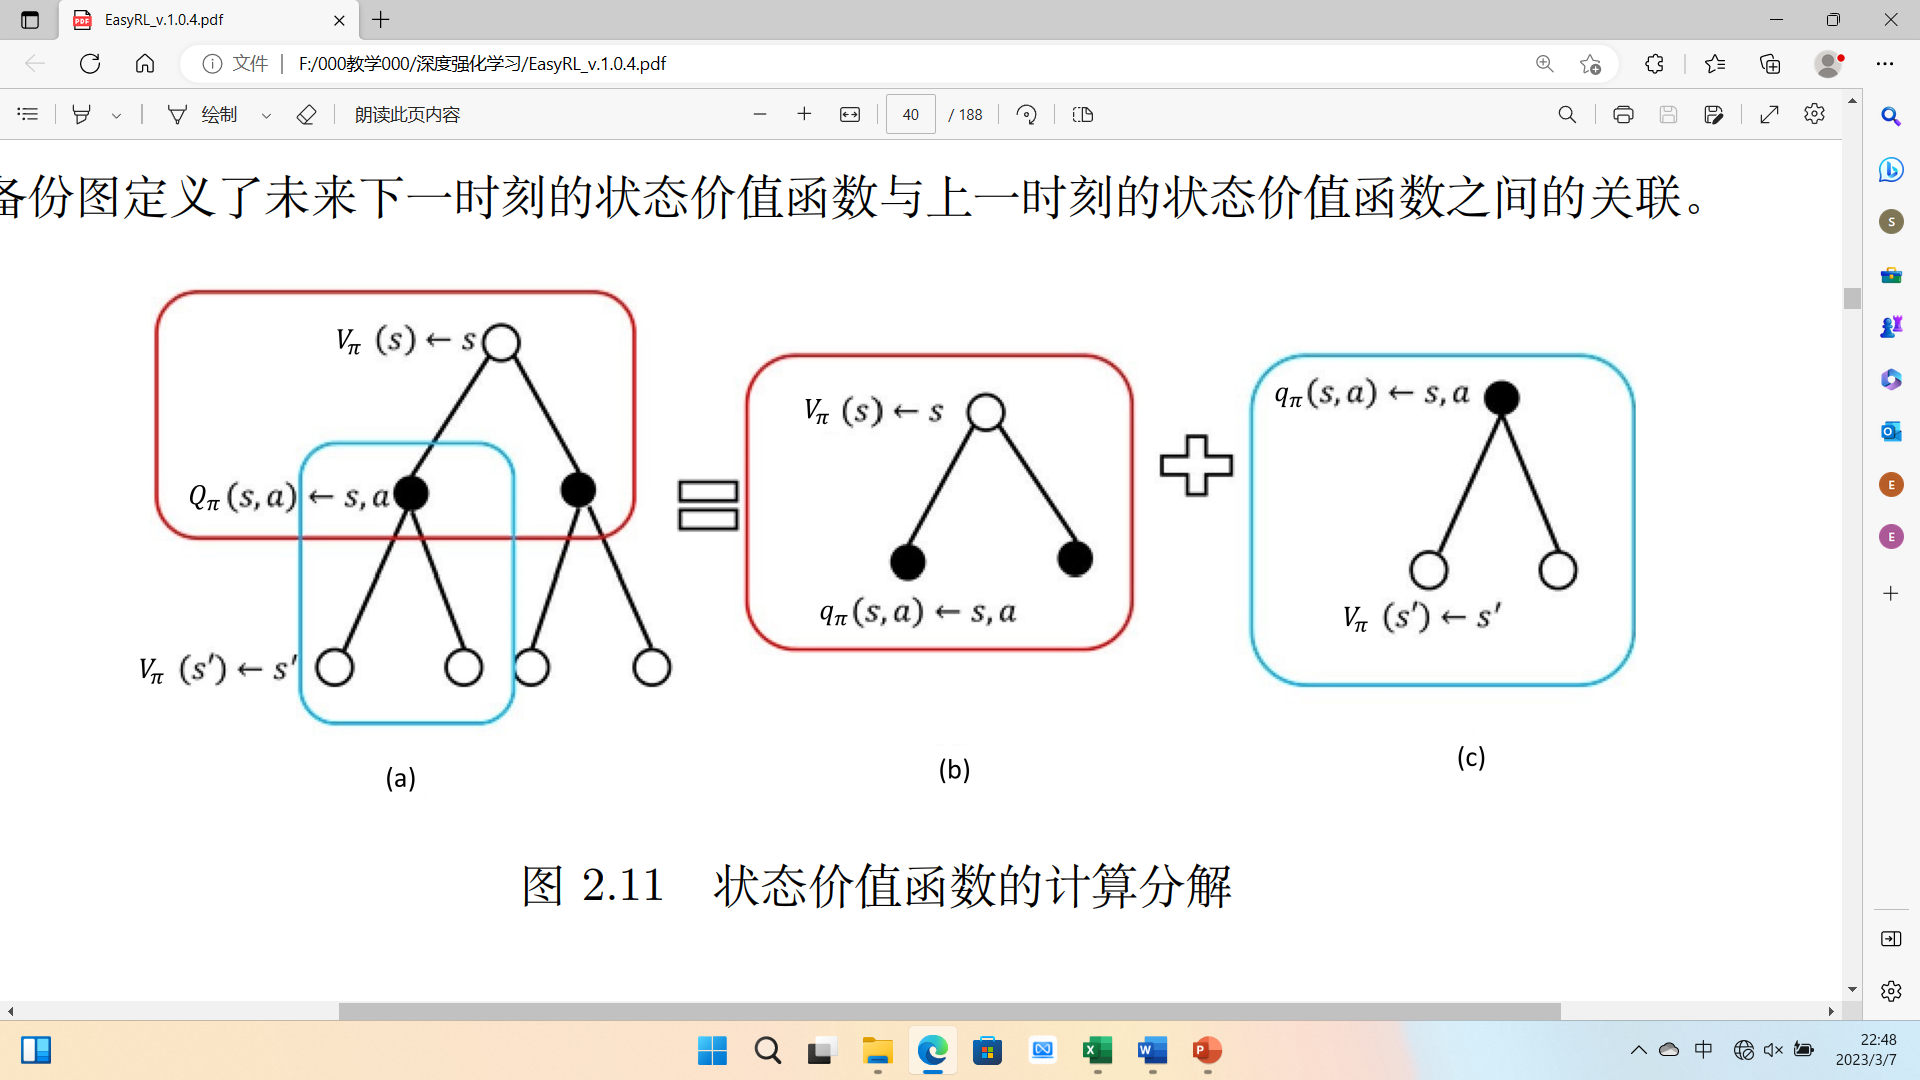 EasyRL_v.1.0.4.pdf
文件 F:/000教学000/深度强化学习/EasyRL_v.1.0.4.pdf
绘制 朗读此页内容 40 / 188
备份图定义了未来下一时刻的状态价值函数与上一时刻的状态价值函数之间的关联。
Vπ (s) ← s
Qπ(s,a) ← s,a
Vπ (s′) ← s′
(a)
Vπ (s) ← s
qπ(s,a) ← s,a
(b)
qπ(s,a) ← s,a
Vπ (s′) ← s′
(c)
图 2.11 状态价值函数的计算分解
S
E
E
中
22:48
2023/3/7